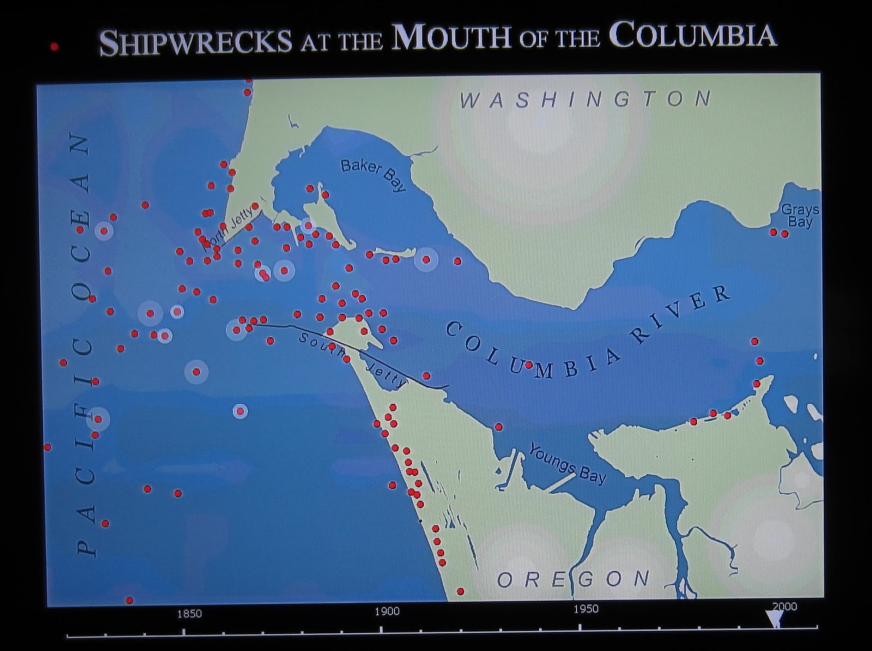 SHIPWRECKS AT THE MOUTH OF THE COLUMBIA
WASHINGTON
PACIFIC OCEAN
Baker Bay
North Jetty
Grays
Bay
COLUMBIA RIVER
South Jetty
Youngs Bay
OREGON
1850
1900
1950
2000